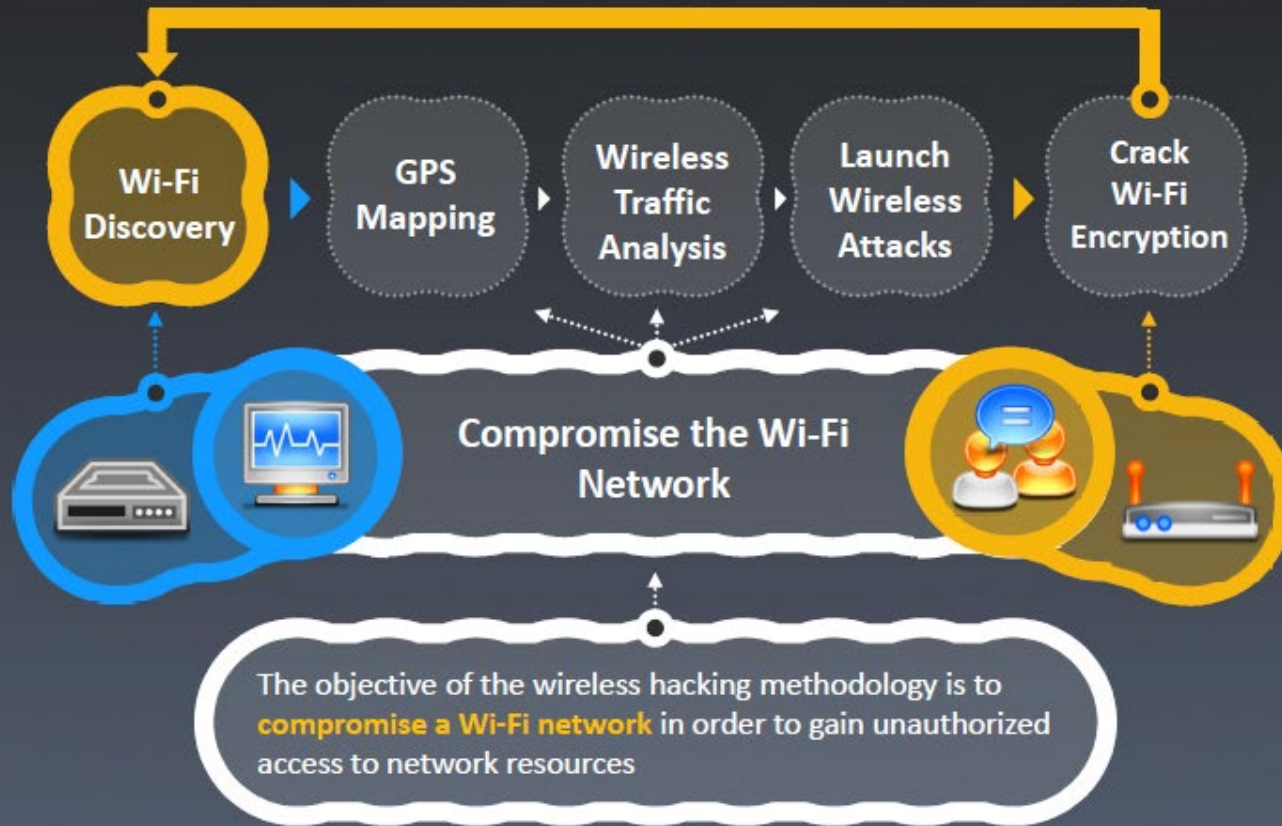 Wi-Fi
Discovery
GPS
Mapping
Wireless
Traffic
Analysis
Launch
Wireless
Attacks
Crack
Wi-Fi
Encryption
Compromise the Wi-Fi
Network
The objective of the wireless hacking methodology is to
compromise a Wi-Fi network in order to gain unauthorized
access to network resources